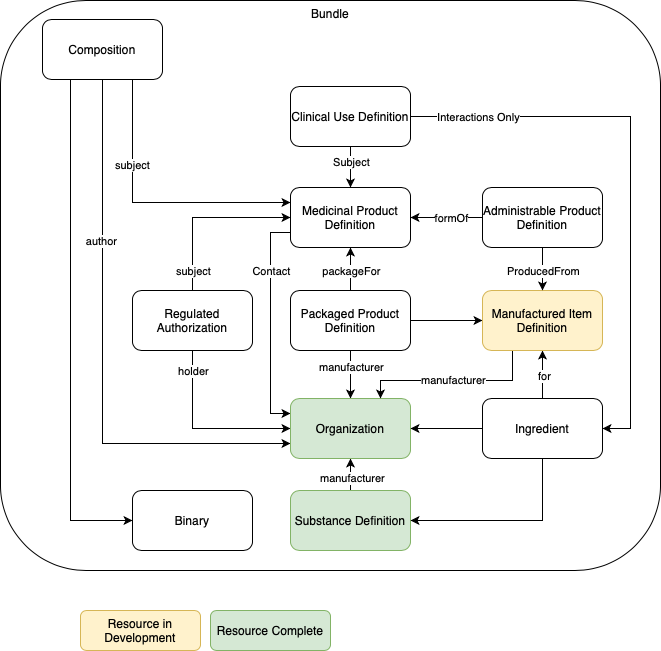 Bundle
Composition
Clinical Use Definition
Interactions Only
subject
Subject
Medicinal Product
Definition
formOf
Administrable Product
Definition
author
subject
Contact
packageFor
ProducedFrom
Regulated
Authorization
Packaged Product
Definition
Manufactured Item
Definition
holder
manufacturer
manufacturer
for
Organization
Ingredient
manufacturer
Binary
Substance Definition
Resource in
Development
Resource Complete